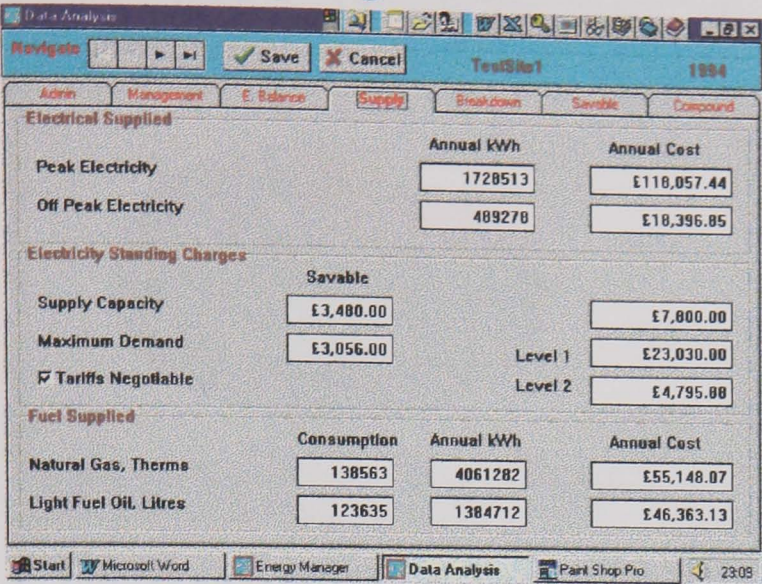 Data Analysis
Navigate Save Cancel TestSite1 1994
Admin Management E. Balance Supply Breakdown Savable Compound
Electrical Supplied
Annual kWh Annual Cost
Peak Electricity 1728513 £118,057.44
Off Peak Electricity 489278 £18,396.85
Electricity Standing Charges
Savable
Supply Capacity £3,480.00 £7,800.00
Maximum Demand £3,056.00 Level 1 £23,030.00
Tariffs Negotiable Level 2 £4,795.88
Fuel Supplied
Consumption Annual kWh Annual Cost
Natural Gas, Therms 138563 4061282 £55,148.07
Light Fuel Oil, Litres 123635 1384712 £46,363.13
Start Microsoft Word Energy Manager Data Analysis Paint Shop Pro 23:09